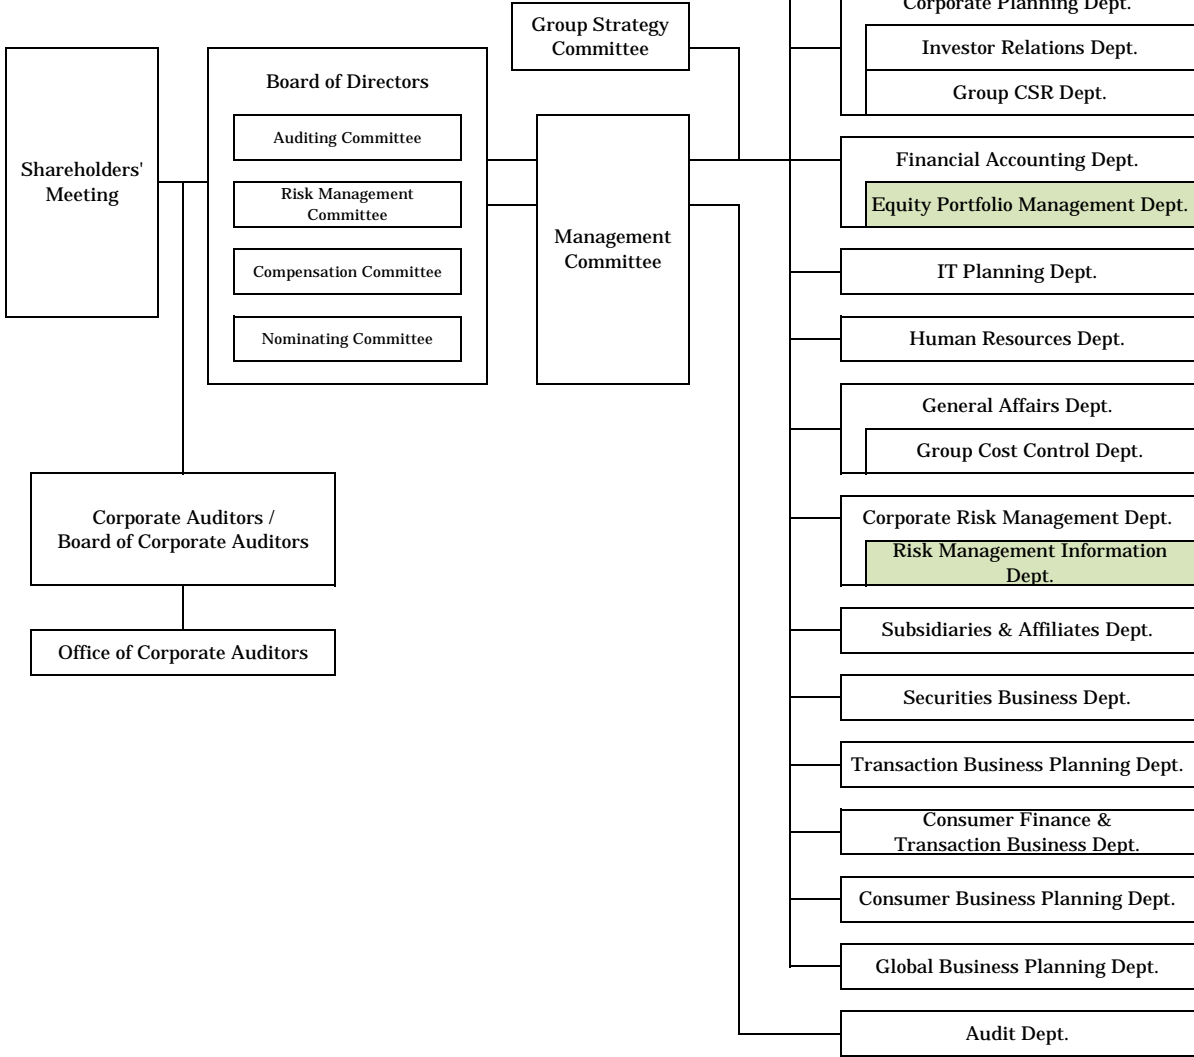 Corporate Planning Dept.
Group Strategy
Committee
Investor Relations Dept.
Group CSR Dept.
Board of Directors
Auditing Committee
Risk Management
Committee
Compensation Committee
Nominating Committee
Shareholders'
Meeting
Management
Committee
Financial Accounting Dept.
Equity Portfolio Management Dept.
IT Planning Dept.
Human Resources Dept.
General Affairs Dept.
Group Cost Control Dept.
Corporate Auditors /
Board of Corporate Auditors
Office of Corporate Auditors
Corporate Risk Management Dept.
Risk Management Information
Dept.
Subsidiaries & Affiliates Dept.
Securities Business Dept.
Transaction Business Planning Dept.
Consumer Finance &
Transaction Business Dept.
Consumer Business Planning Dept.
Global Business Planning Dept.
Audit Dept.